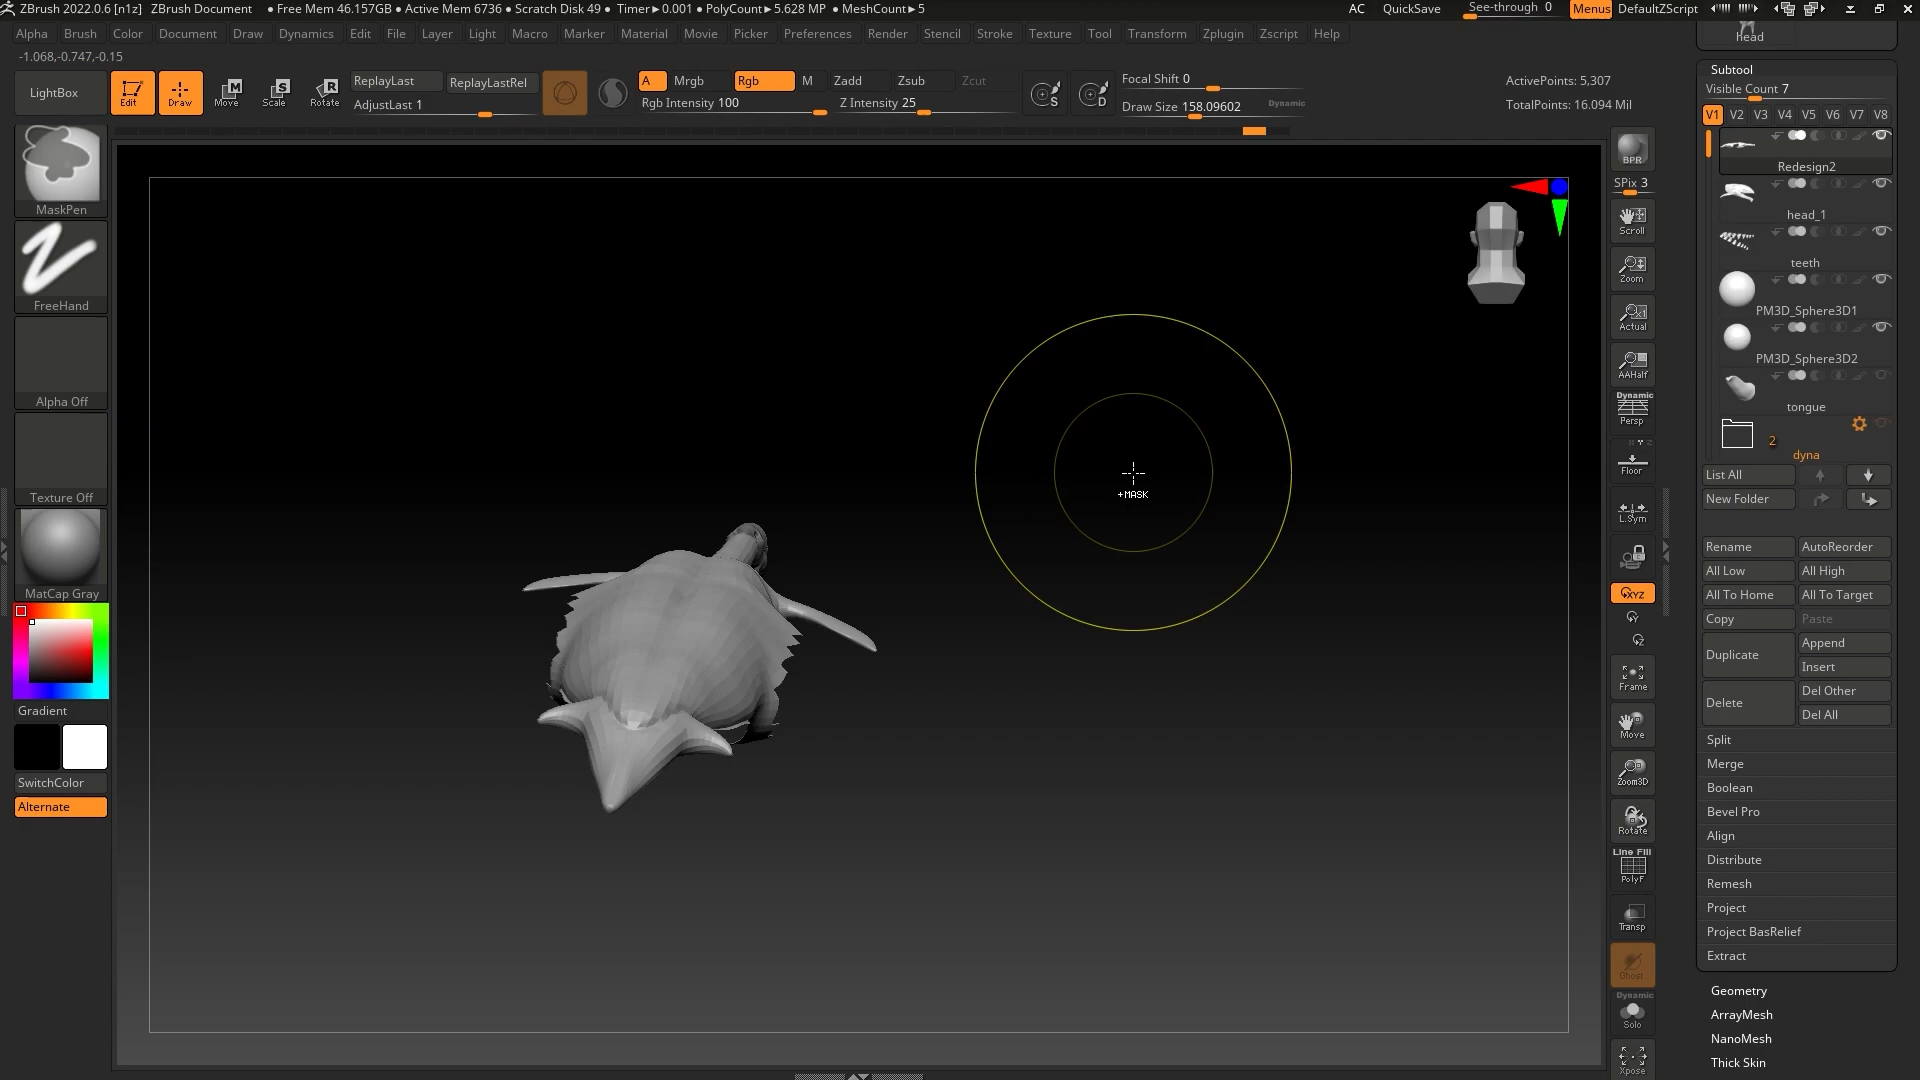 ZBrush 2022.0.6 [n1z] ZBrush Document ● Free Mem 46.157GB ● Active Mem 6736 ● Scratch Disk 49 ● Timer►0.001 ● PolyCount►5.628 MP ● MeshCount►5 AC QuickSave See-through 0 Menus DefaultZScript
Alpha Brush Color Document Draw Dynamics Edit File Layer Light Macro Marker Material Movie Picker Preferences Render Stencil Stroke Texture Tool Transform Zplugin Zscript Help
-1.068,-0.747,-0.15
LightBox
Edit
Draw
Move
Scale
Rotate
ReplayLast
ReplayLastRel
AdjustLast 1
A
Mrgb
Rgb
M
Zadd
Zsub
Zcut
Rgb Intensity 100
Z Intensity 25
S
D
Focal Shift 0
Draw Size 158.09602
Dynamic
ActivePoints: 5,307
TotalPoints: 16.094 Mil
MaskPen
FreeHand
Alpha Off
Texture Off
MatCap Gray
Gradient
SwitchColor
Alternate
+MASK
BPR
SPix 3
Scroll
Zoom
Actual
AAHalf
Dynamic
Persp
Floor
L.Sym
XYZ
Y
Z
Frame
Move
Zoom3D
Rotate
Line Fill
PolyF
Transp
Ghost
Dynamic
Solo
Xpose
head
Subtool
Visible Count 7
V1 V2 V3 V4 V5 V6 V7 V8
Redesign2
head_1
teeth
PM3D_Sphere3D1
PM3D_Sphere3D2
tongue
2
dyna
List All
New Folder
Rename AutoReorder
All Low All High
All To Home All To Target
Copy Paste
Duplicate
Append
Insert
Delete
Del Other
Del All
Split
Merge
Boolean
Bevel Pro
Align
Distribute
Remesh
Project
Project BasRelief
Extract
Geometry
ArrayMesh
NanoMesh
Thick Skin